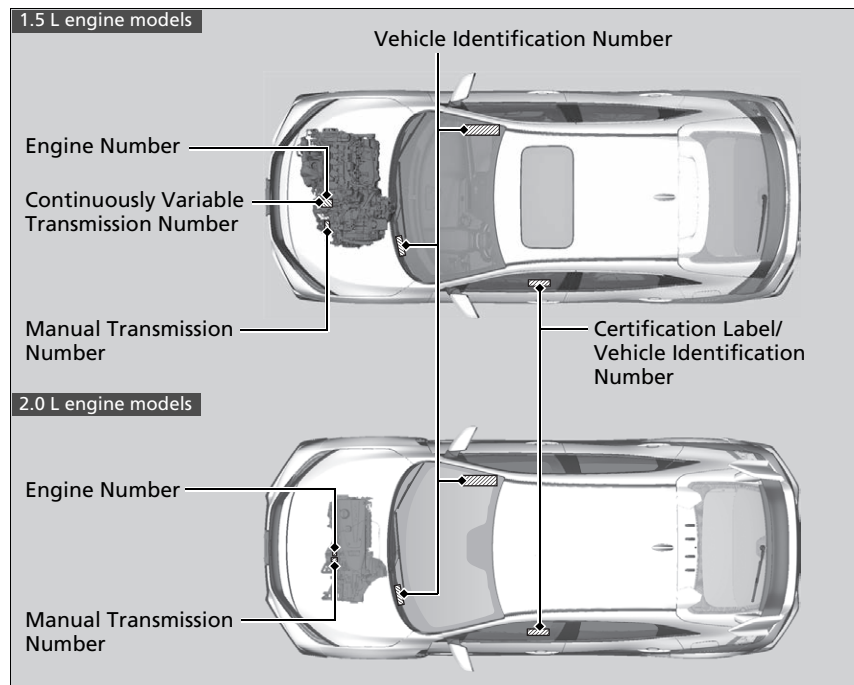 1.5 L engine models
Vehicle Identification Number
Engine Number
Continuously Variable
Transmission Number
Manual Transmission
Number
Certification Label/
Vehicle Identification
Number
2.0 L engine models
Engine Number
Manual Transmission
Number